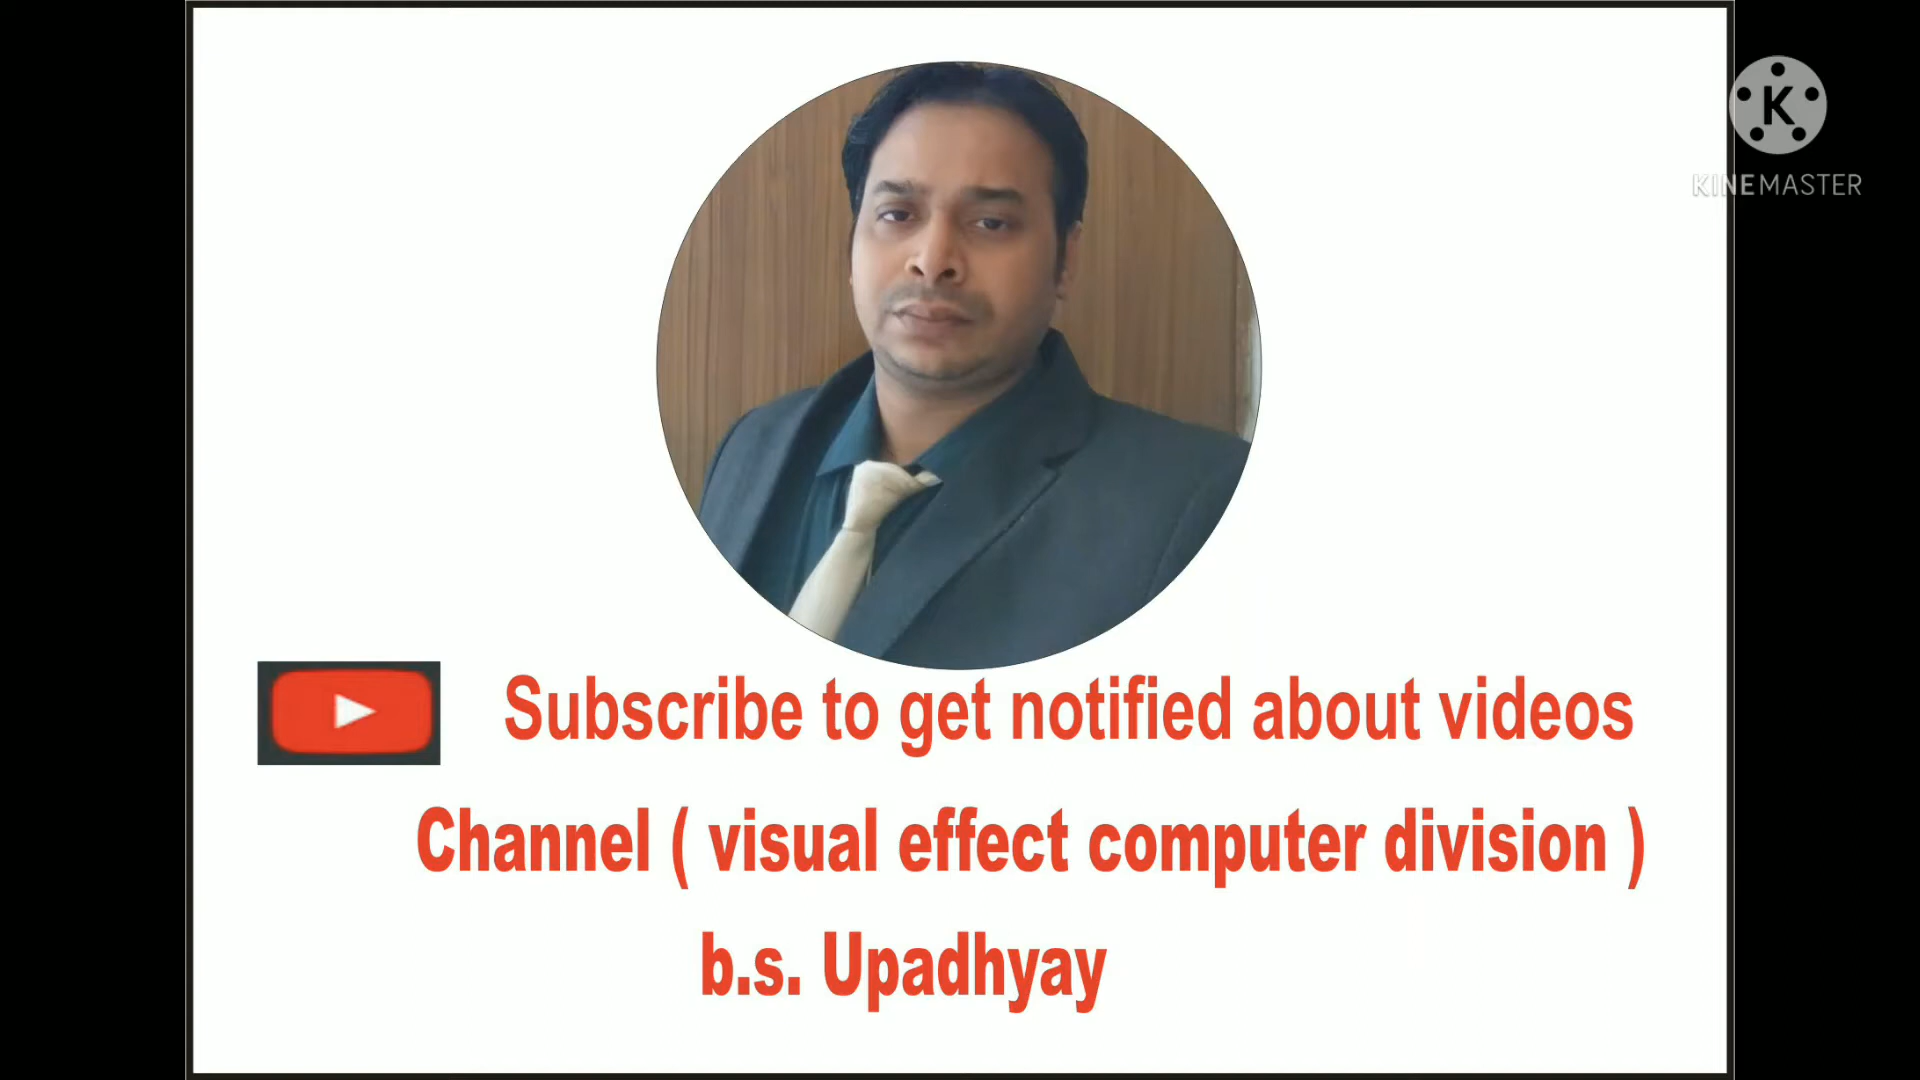 K
KINEMASTER
Subscribe to get notified about videos
Channel ( visual effect computer division )
b.s. Upadhyay